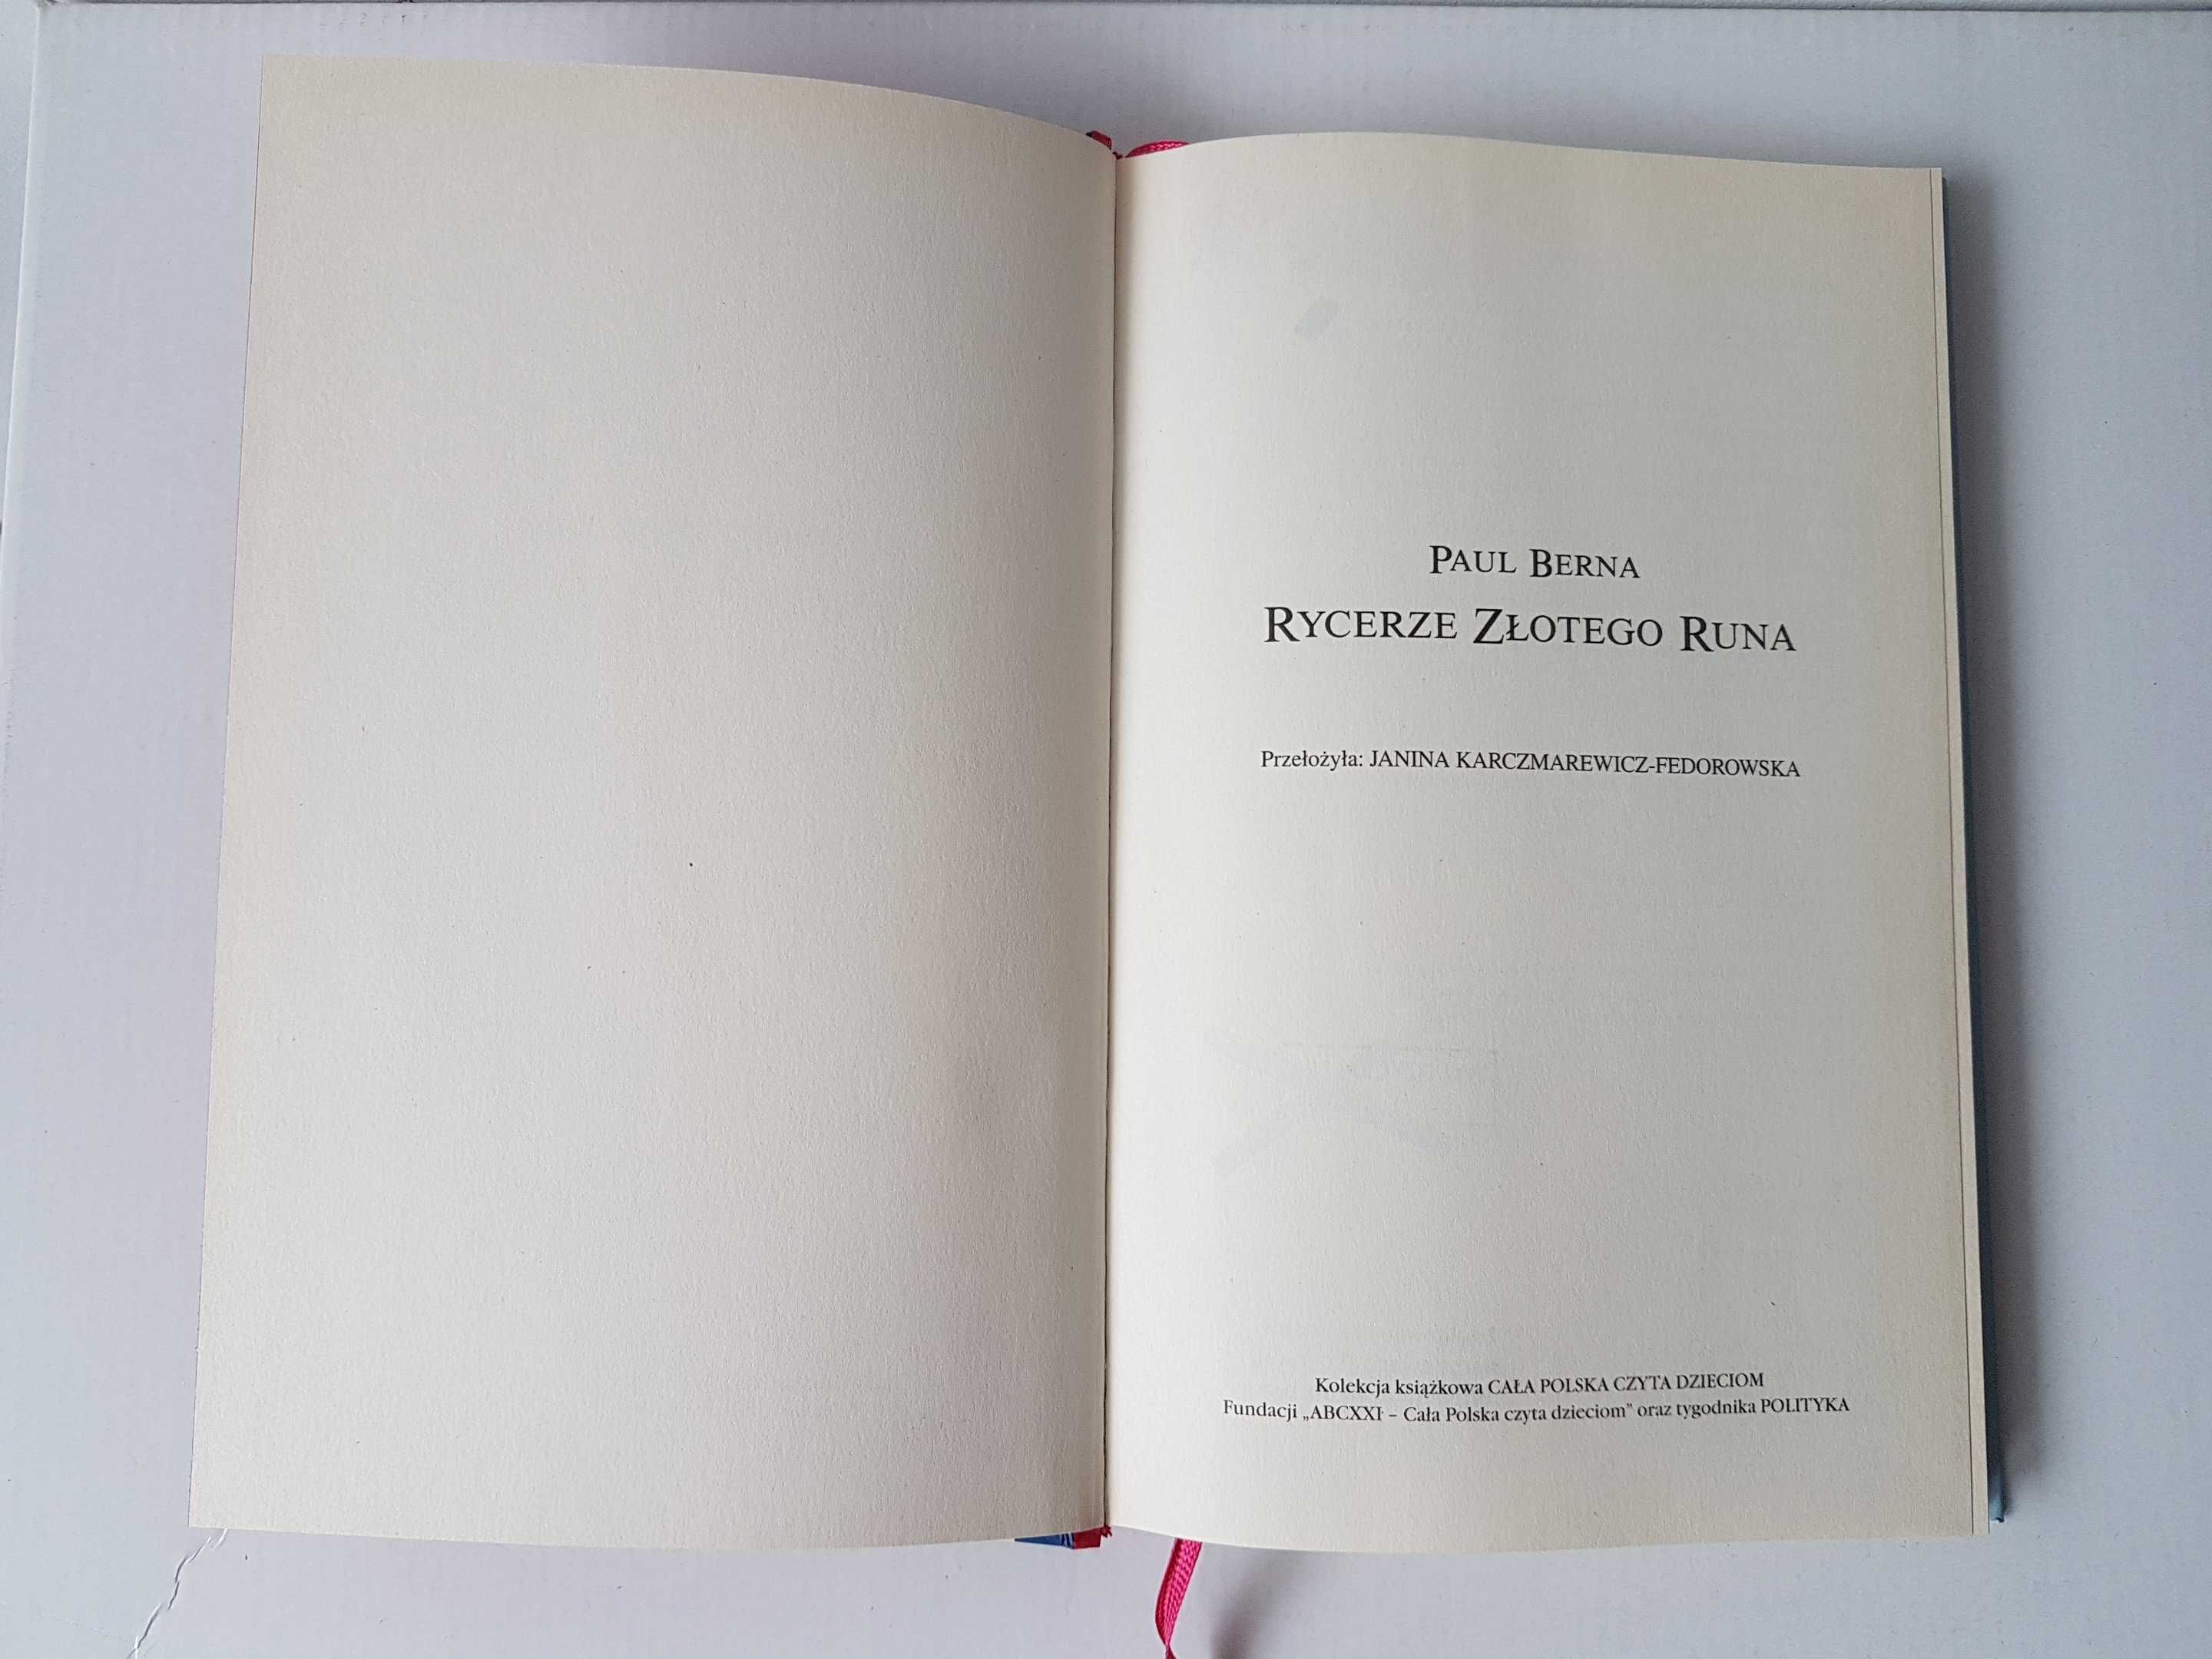 PAUL BERNA
RYCERZE ZŁOTEGO RUNA
Przełożyła: JANINA KARCZMAREWICZ-FEDOROWSKA
Kolekcja książkowa CAŁA POLSKA CZYTA DZIECIOM
Fundacji „ABCXXI – Cała Polska czyta dzieciom” oraz tygodnika POLITYKA